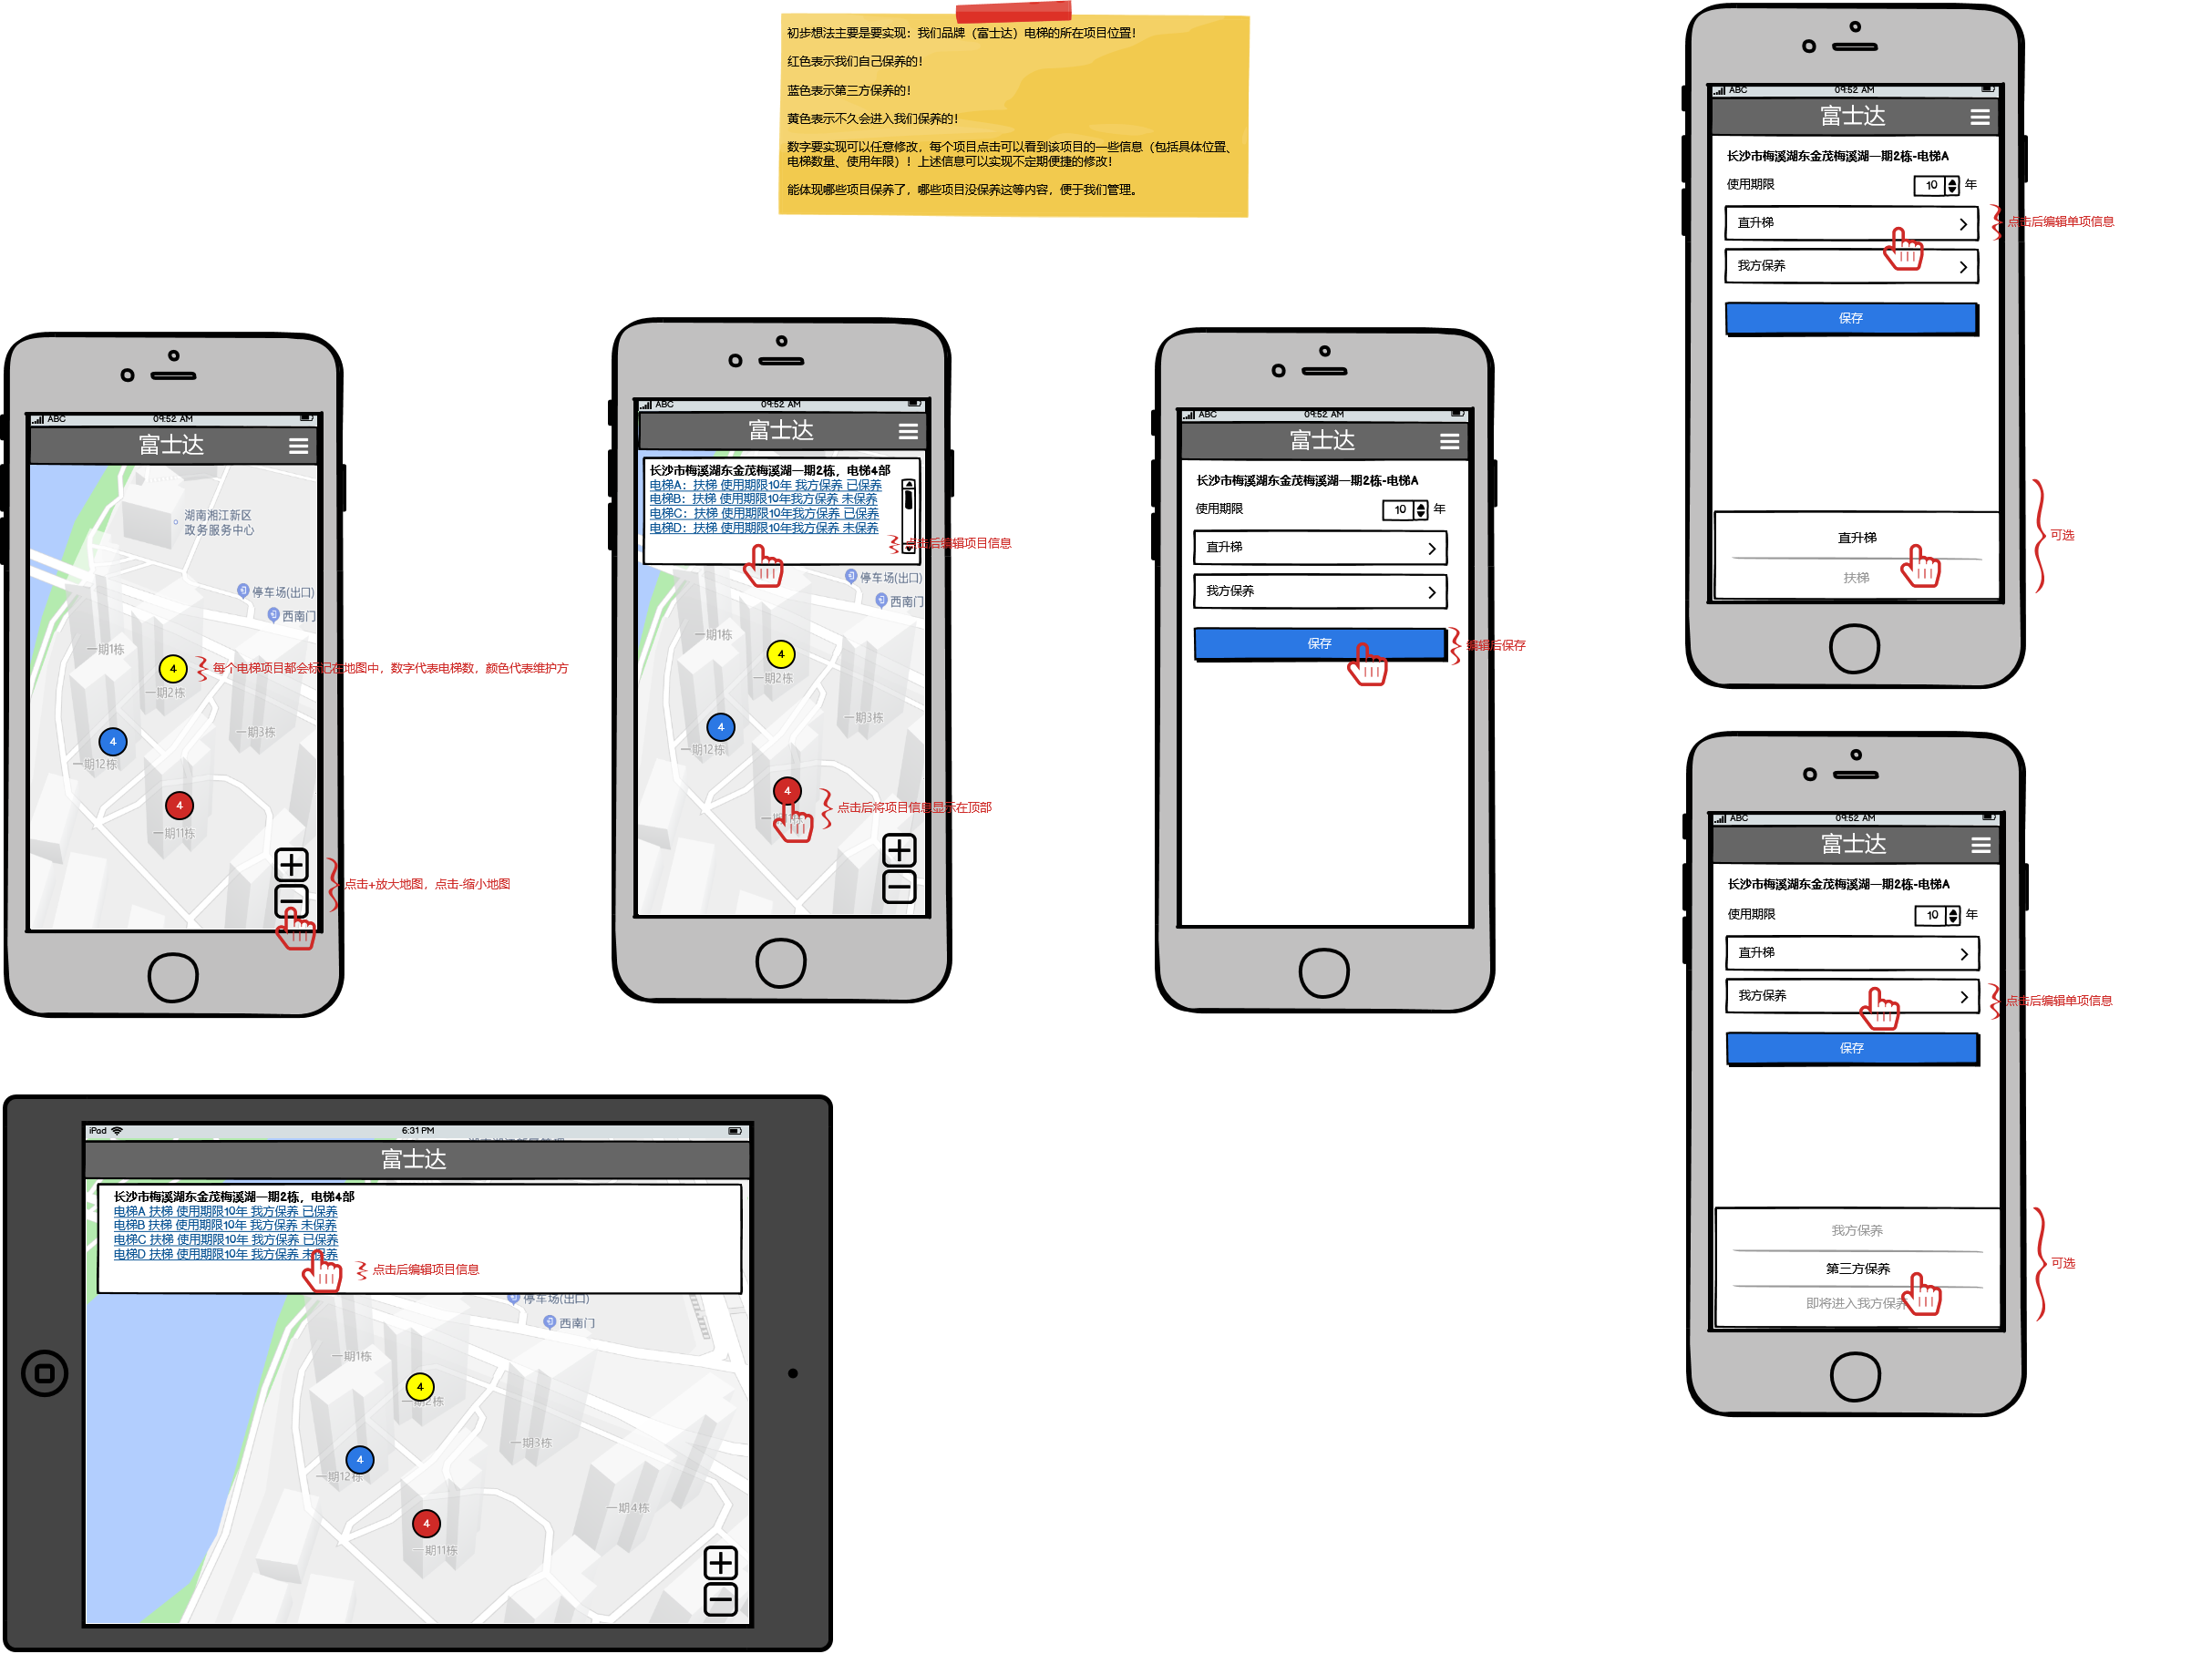 初步想法主要是要实现：我们品牌（富士达）电梯的所在项目位置！
红色表示我们自己保养的！
蓝色表示第三方保养的！
黄色表示不久会进入我们保养的！
数字要实现可以任意修改，每个项目点击可以看到该项目的一些信息（包括具体位置、
电梯数量、使用年限）！上述信息可以实现不定期便捷的修改！
能体现哪些项目保养了，哪些项目没保养这等内容，便于我们管理。
ABC 09:52 AM
富士达
湖南湘江新区
政务服务中心
停车场(出口)
西南门
一期1栋
4
每个电梯项目都会标记在地图中，数字代表电梯数，颜色代表维护方
一期2栋
一期3栋
4
一期12栋
4
一期11栋
点击+放大地图，点击-缩小地图
ABC 09:52 AM
富士达
长沙市梅溪湖东金茂梅溪湖一期2栋，电梯4部
电梯A：扶梯 使用期限10年 我方保养 已保养
电梯B：扶梯 使用期限10年我方保养 未保养
电梯C：扶梯 使用期限10年我方保养 已保养
电梯D：扶梯 使用期限10年我方保养 未保养
点击后编辑项目信息
停车场(出口)
西南门
一期1栋
4
一期2栋
一期3栋
4
一期12栋
4
点击后将项目信息显示在顶部
ABC 09:52 AM
富士达
长沙市梅溪湖东金茂梅溪湖一期2栋-电梯A
使用期限 10 年
直升梯
我方保养
保存
编辑后保存
ABC 09:52 AM
富士达
长沙市梅溪湖东金茂梅溪湖一期2栋-电梯A
使用期限 10 年
直升梯
点击后编辑单项信息
我方保养
保存
直升梯
可选
扶梯
ABC 09:52 AM
富士达
长沙市梅溪湖东金茂梅溪湖一期2栋-电梯A
使用期限 10 年
直升梯
我方保养
点击后编辑单项信息
保存
我方保养
第三方保养
可选
即将进入我方保养
iPad 6:31 PM
富士达
长沙市梅溪湖东金茂梅溪湖一期2栋，电梯4部
电梯A 扶梯 使用期限10年 我方保养 已保养
电梯B 扶梯 使用期限10年 我方保养 未保养
电梯C 扶梯 使用期限10年 我方保养 已保养
电梯D 扶梯 使用期限10年 我方保养 未保养
点击后编辑项目信息
停车场(出口)
西南门
一期1栋
4
一期2栋
一期3栋
4
一期12栋
一期4栋
4
一期11栋